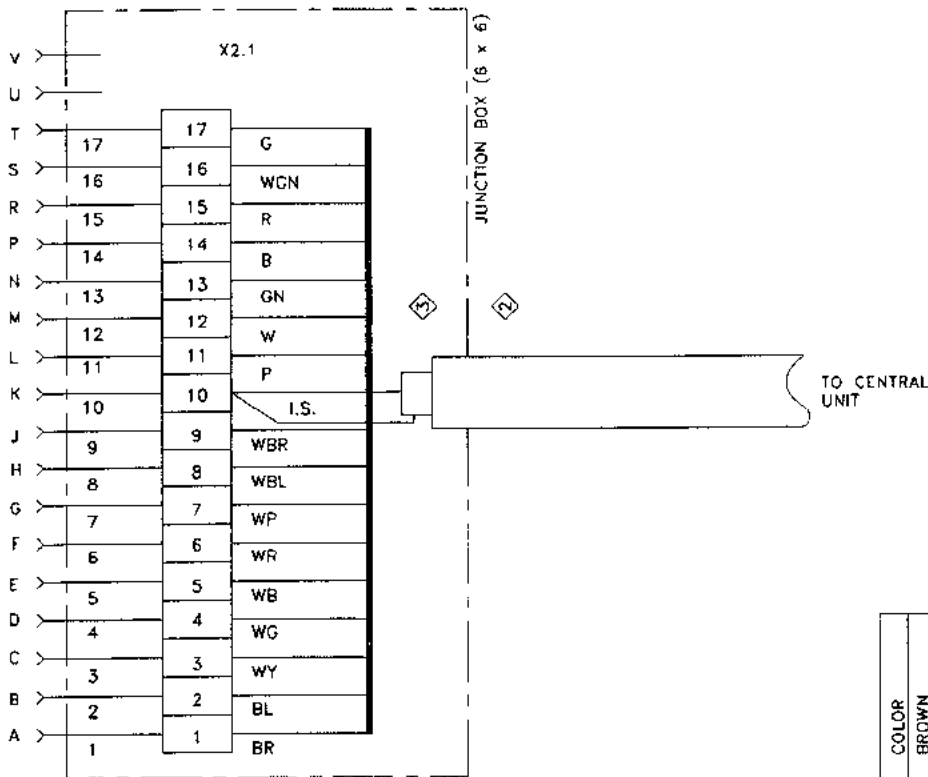 X2.1
V
U
T 17 17 G
S 16 16 WGN
R 15 15 R
P 14 14 B
N 13 13 GN
M 12 12 W
L 11 11 P
K 10 10 I.S.
J 9 9 WBR
H 8 8 WBL
G 7 7 WP
F 6 6 WR
E 5 5 WB
D 4 4 WG
C 3 3 WY
B 2 2 BL
A 1 1 BR
JUNCTION BOX (6 x 6)
3
2
TO CENTRAL
UNIT
COLOR
BROWN